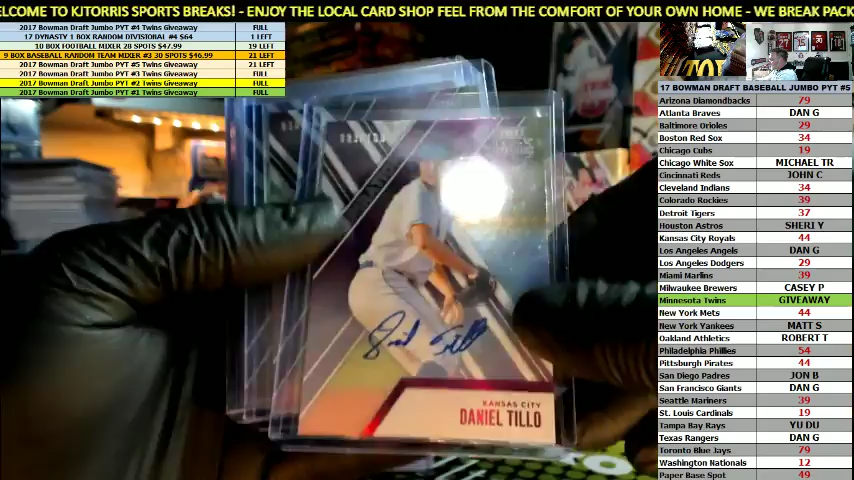 ELCOME TO KJTORRIS SPORTS BREAKS! - ENJOY THE LOCAL CARD SHOP FEEL FROM THE COMFORT OF YOUR OWN HOME - WE BREAK PACK
2017 Bowman Draft Jumbo PYT #4 Twins Giveaway FULL
17 DYNASTY 1 BOX RANDOM DIVISIONAL #4 $64 1 LEFT
10 BOX FOOTBALL MIXER 28 SPOTS $47.99 19 LEFT
9 BOX BASEBALL RANDOM TEAM MIXER #3 30 SPOTS $46.99 21 LEFT
2017 Bowman Draft Jumbo PYT #5 Twins Giveaway 21 LEFT
2017 Bowman Draft Jumbo PYT #3 Twins Giveaway FULL
2017 Bowman Draft Jumbo PYT #2 Twins Giveaway FULL
2017 Bowman Draft Jumbo PYT #1 Twins Giveaway FULL
17 BOWMAN DRAFT BASEBALL JUMBO PYT #5
Arizona Diamondbacks 79
Atlanta Braves DAN G
Baltimore Orioles 29
Boston Red Sox 34
Chicago Cubs 19
Chicago White Sox MICHAEL TR
Cincinnati Reds JOHN C
Cleveland Indians 34
Colorado Rockies 39
Detroit Tigers 37
Houston Astros SHERI Y
Kansas City Royals 44
Los Angeles Angels DAN G
Los Angeles Dodgers 29
Miami Marlins 39
Milwaukee Brewers CASEY P
Minnesota Twins GIVEAWAY
New York Mets 44
New York Yankees MATT S
Oakland Athletics ROBERT T
Philadelphia Phillies 54
Pittsburgh Pirates 44
San Diego Padres JON B
San Francisco Giants DAN G
Seattle Mariners 39
St. Louis Cardinals 19
Tampa Bay Rays YU DU
Texas Rangers DAN G
Toronto Blue Jays 79
Washington Nationals 12
Paper Base Spot 49
KANSAS CITY
DANIEL TILLO